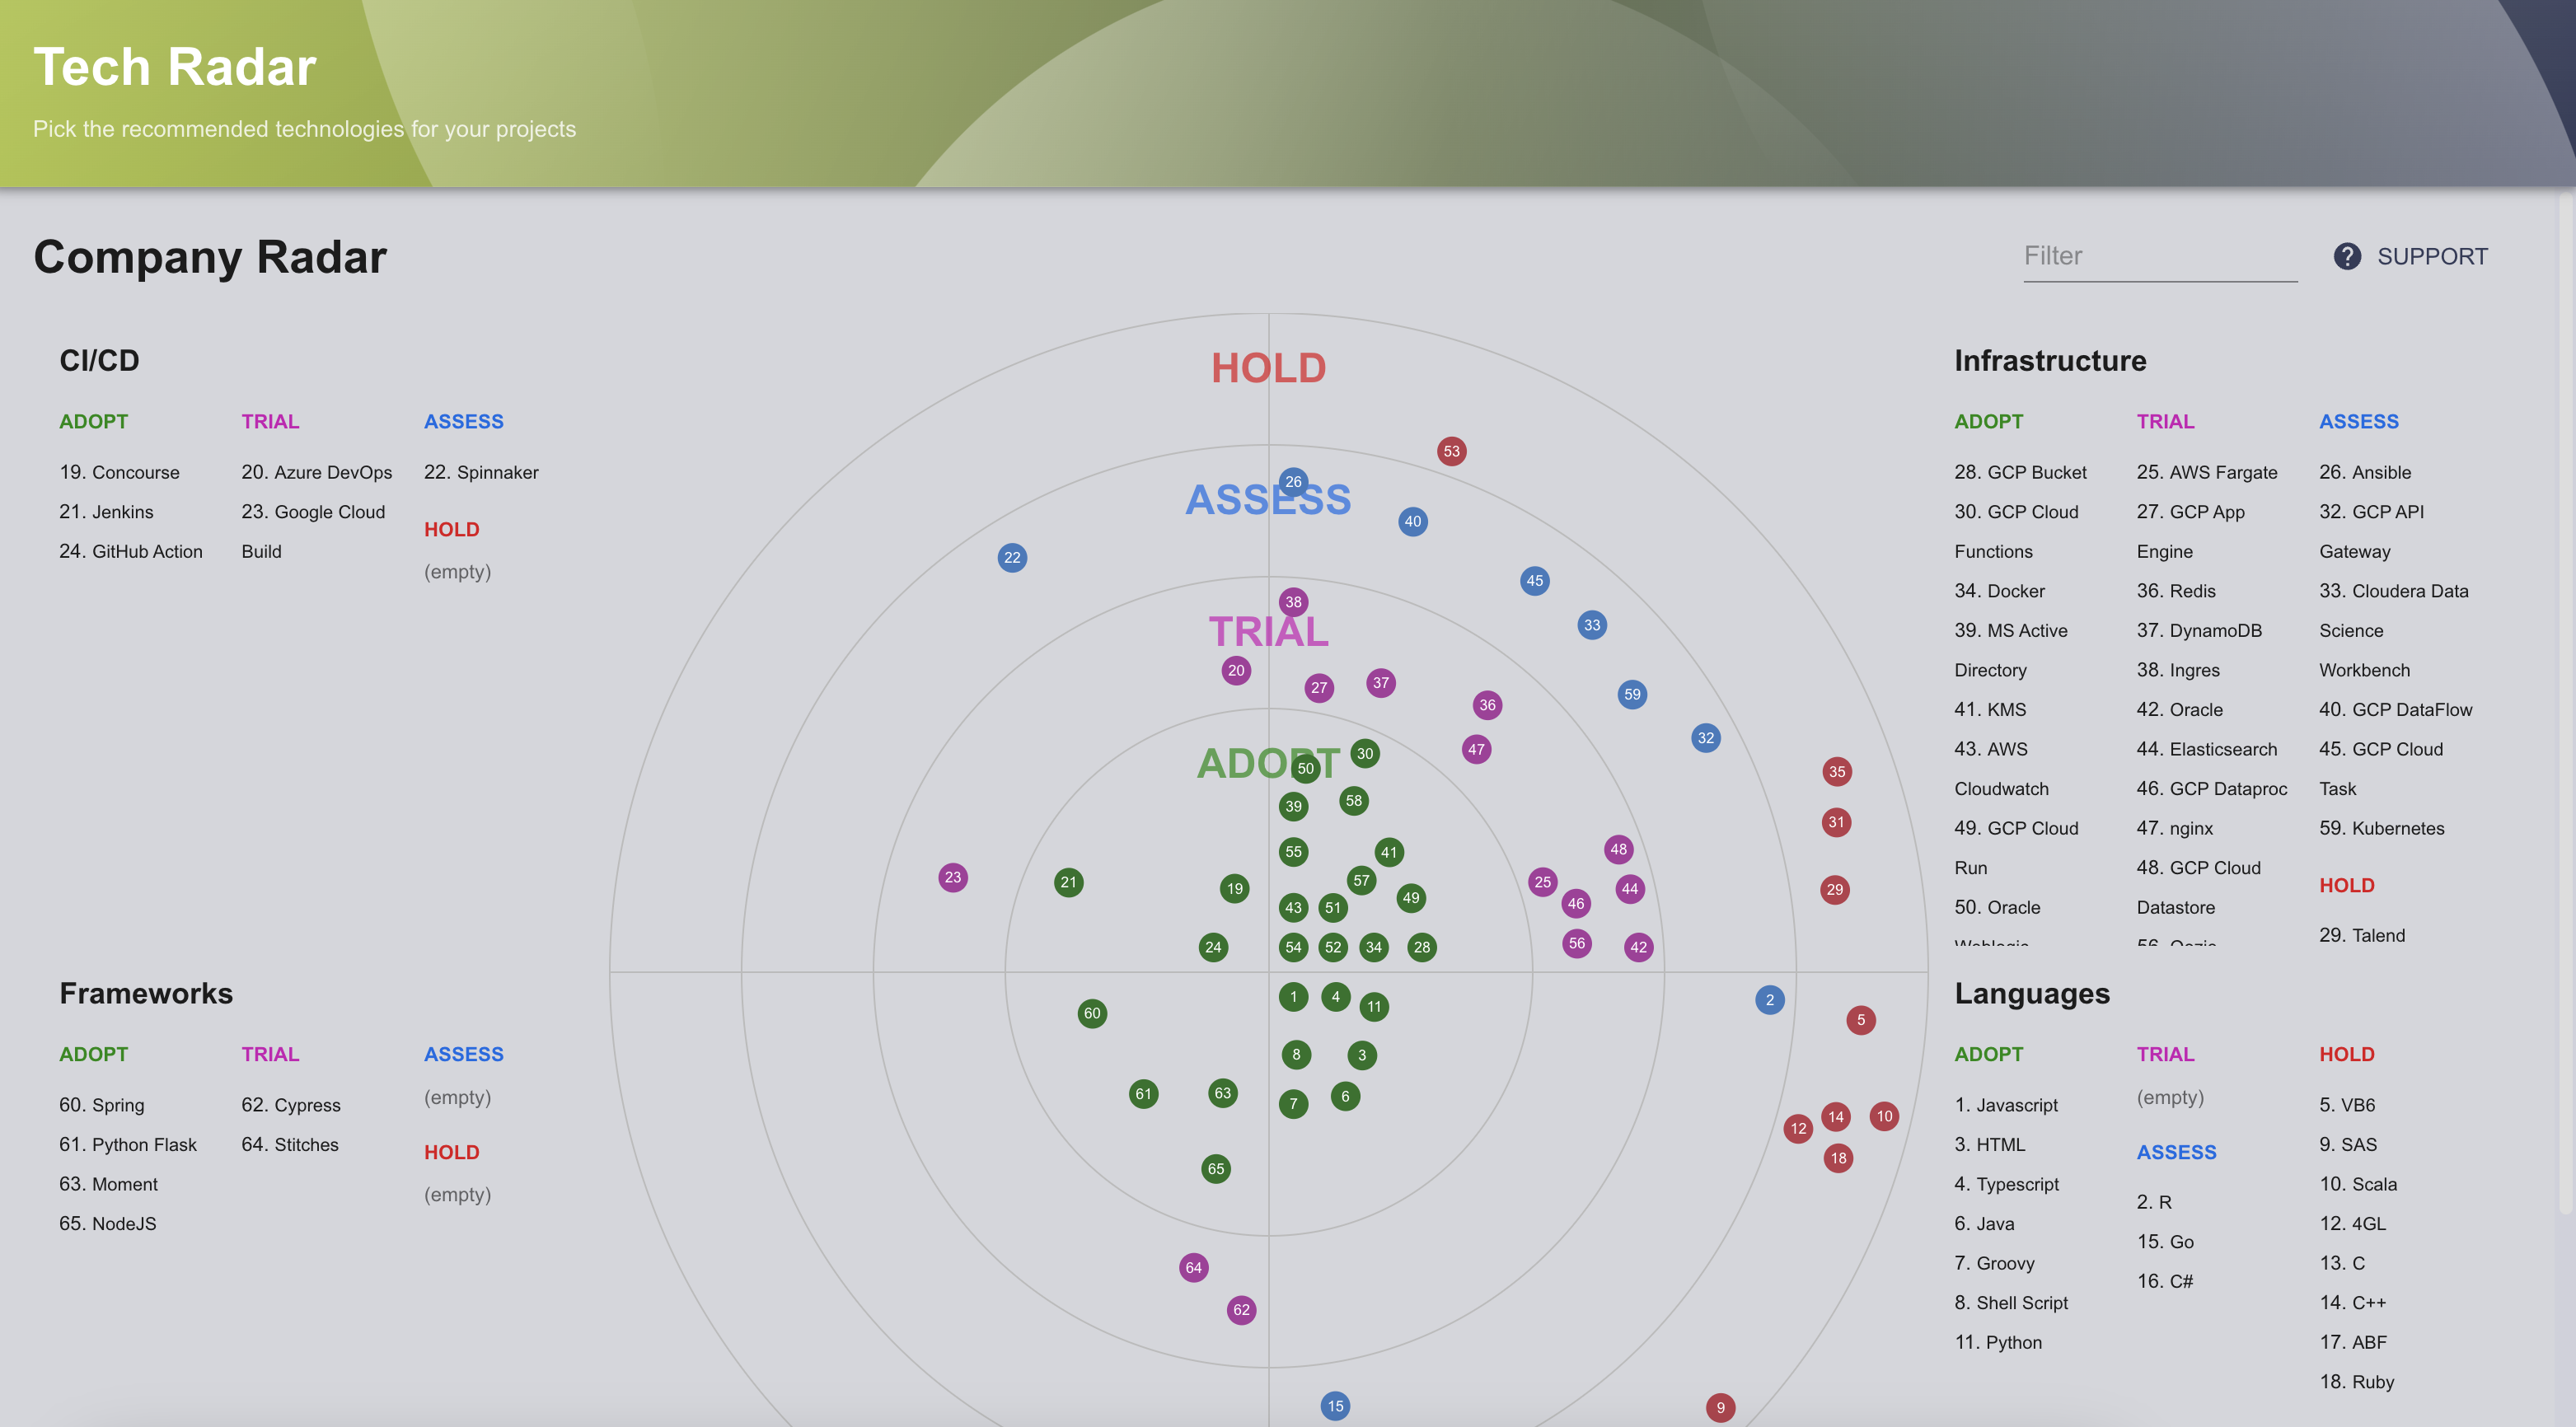 Tech Radar
Pick the recommended technologies for your projects
Company Radar
Filter
SUPPORT
CI/CD
ADOPT
19. Concourse
21. Jenkins
24. GitHub Action
TRIAL
20. Azure DevOps
23. Google Cloud
Build
ASSESS
22. Spinnaker
HOLD
(empty)
Frameworks
ADOPT
60. Spring
61. Python Flask
63. Moment
65. NodeJS
TRIAL
62. Cypress
64. Stitches
ASSESS
(empty)
HOLD
(empty)
HOLD
53
26
ASSESS
40
22
45
38
33
TRIAL
20
27
37
59
36
32
47
30
ADOPT
50
35
39
58
31
55
41
48
23
21
57
25
19
44
29
49
46
43
51
56
24
54
52
34
28
42
1
4
2
11
60
5
8
3
61
63
6
7
14
10
12
18
65
64
62
15
9
Infrastructure
ADOPT
28. GCP Bucket
30. GCP Cloud
Functions
34. Docker
39. MS Active
Directory
41. KMS
43. AWS
Cloudwatch
49. GCP Cloud
Run
50. Oracle
Weblogic
TRIAL
25. AWS Fargate
27. GCP App
Engine
36. Redis
37. DynamoDB
38. Ingres
42. Oracle
44. Elasticsearch
46. GCP Dataproc
47. nginx
48. GCP Cloud
Datastore
56. Oozie
ASSESS
26. Ansible
32. GCP API
Gateway
33. Cloudera Data
Science
Workbench
40. GCP DataFlow
45. GCP Cloud
Task
59. Kubernetes
HOLD
29. Talend
Languages
ADOPT
1. Javascript
3. HTML
4. Typescript
6. Java
7. Groovy
8. Shell Script
11. Python
TRIAL
(empty)
ASSESS
2. R
15. Go
16. C#
HOLD
5. VB6
9. SAS
10. Scala
12. 4GL
13. C
14. C++
17. ABF
18. Ruby